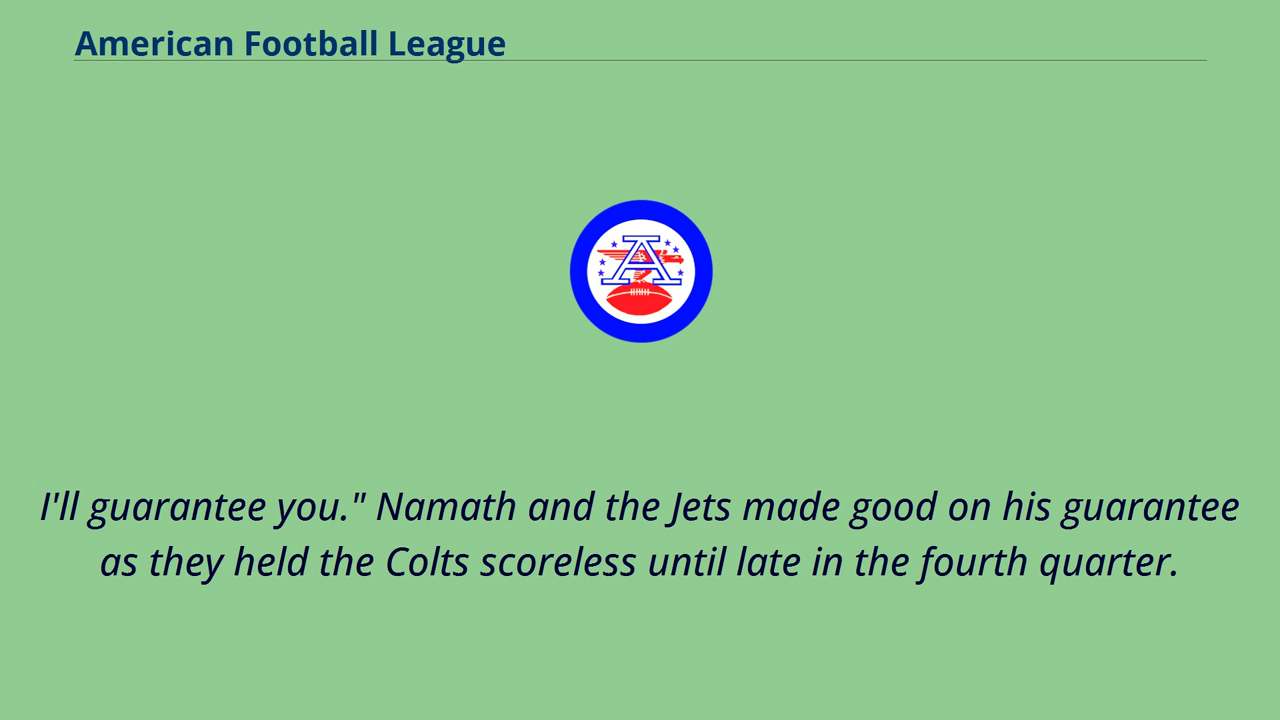 American Football League
A
I'll guarantee you." Namath and the Jets made good on his guarantee
as they held the Colts scoreless until late in the fourth quarter.